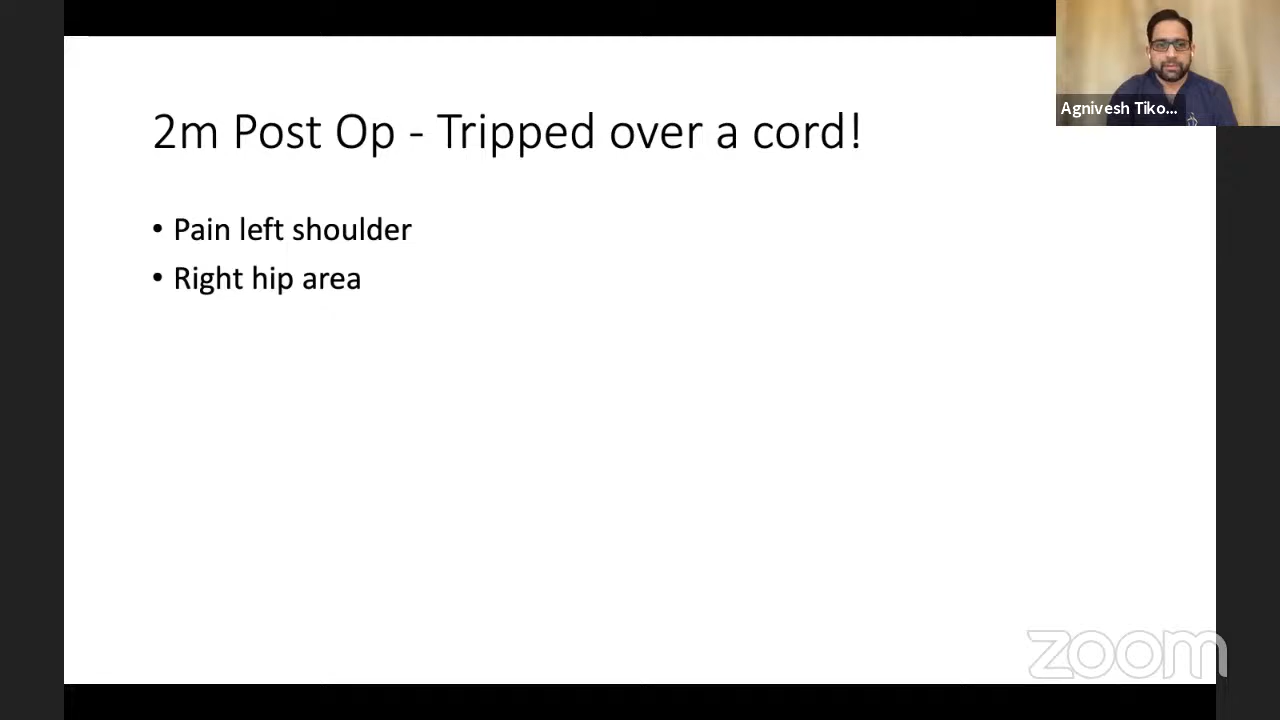 2m Post Op - Tripped over a cord!
• Pain left shoulder
• Right hip area
Agnivesh Tiko...
zoom